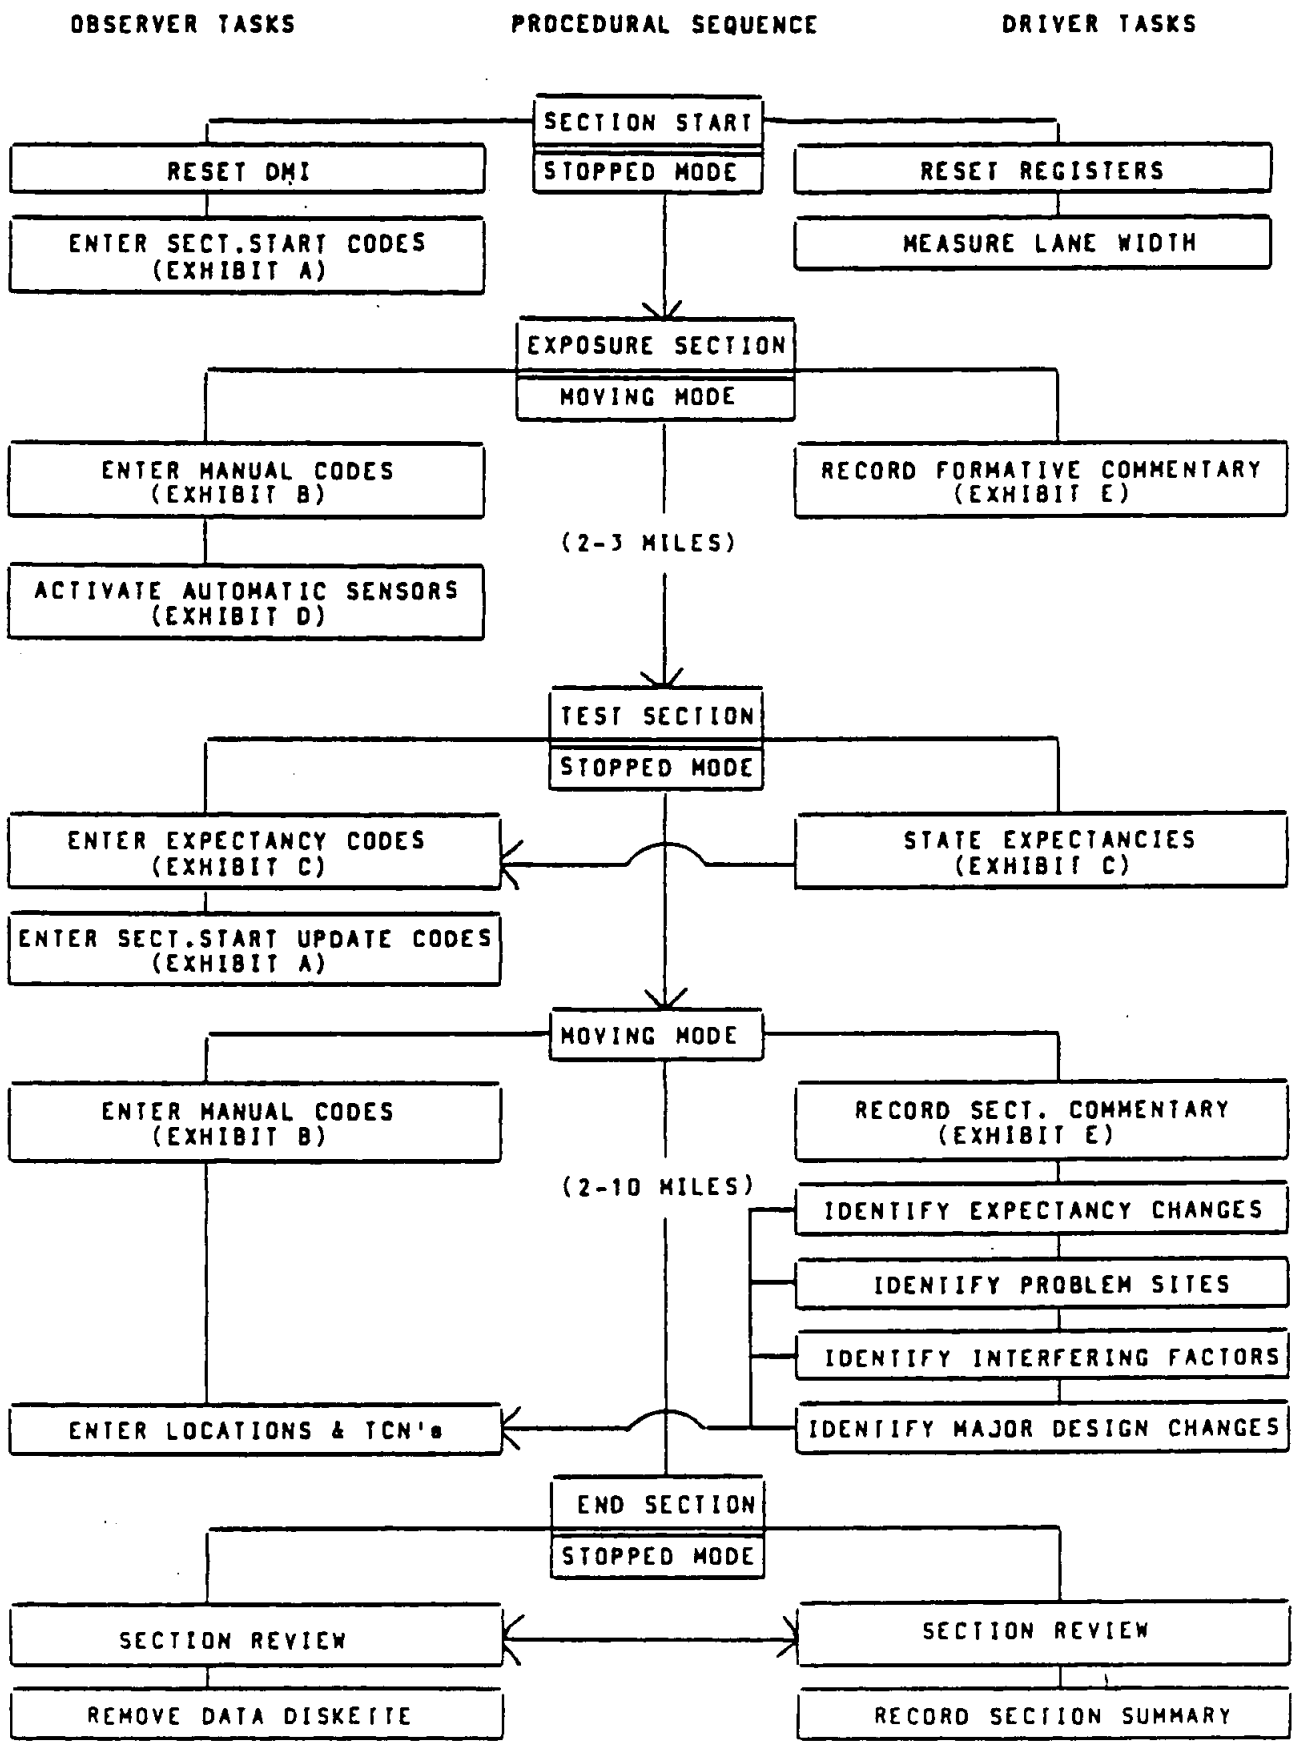 OBSERVER TASKS
PROCEDURAL SEQUENCE
DRIVER TASKS
SECTION START
STOPPED MODE
RESET DMI
RESET REGISTERS
ENTER SECT.START CODES
(EXHIBIT A)
MEASURE LANE WIDTH
EXPOSURE SECTION
MOVING MODE
ENTER MANUAL CODES
(EXHIBIT B)
RECORD FORMATIVE COMMENTARY
(EXHIBIT E)
(2-3 MILES)
ACTIVATE AUTOMATIC SENSORS
(EXHIBIT D)
TEST SECTION
STOPPED MODE
ENTER EXPECTANCY CODES
(EXHIBIT C)
STATE EXPECTANCIES
(EXHIBIT C)
ENTER SECT.START UPDATE CODES
(EXHIBIT A)
MOVING MODE
ENTER MANUAL CODES
(EXHIBIT B)
RECORD SECT. COMMENTARY
(EXHIBIT E)
(2-10 MILES)
IDENTIFY EXPECTANCY CHANGES
IDENTIFY PROBLEM SITES
IDENTIFY INTERFERING FACTORS
ENTER LOCATIONS & TCN's
IDENTIFY MAJOR DESIGN CHANGES
END SECTION
STOPPED MODE
SECTION REVIEW
SECTION REVIEW
REMOVE DATA DISKETTE
RECORD SECTION SUMMARY